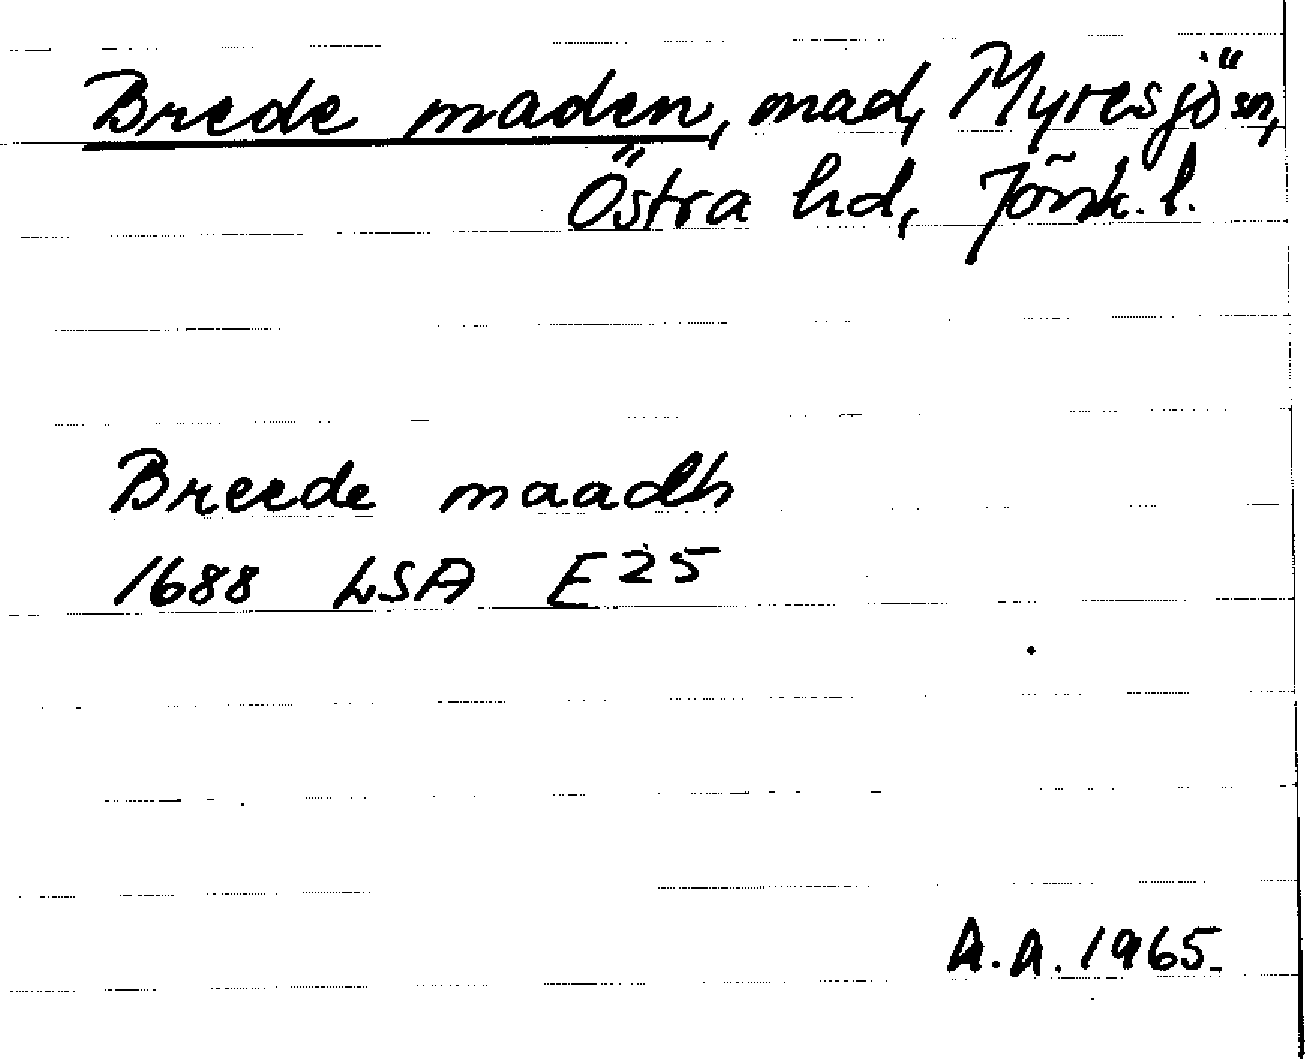 Brede maden, mad, Myresjö sn,
Östra hd, Jönk. l.
Breede maadh
1688 LSA E25
A.A. 1965.